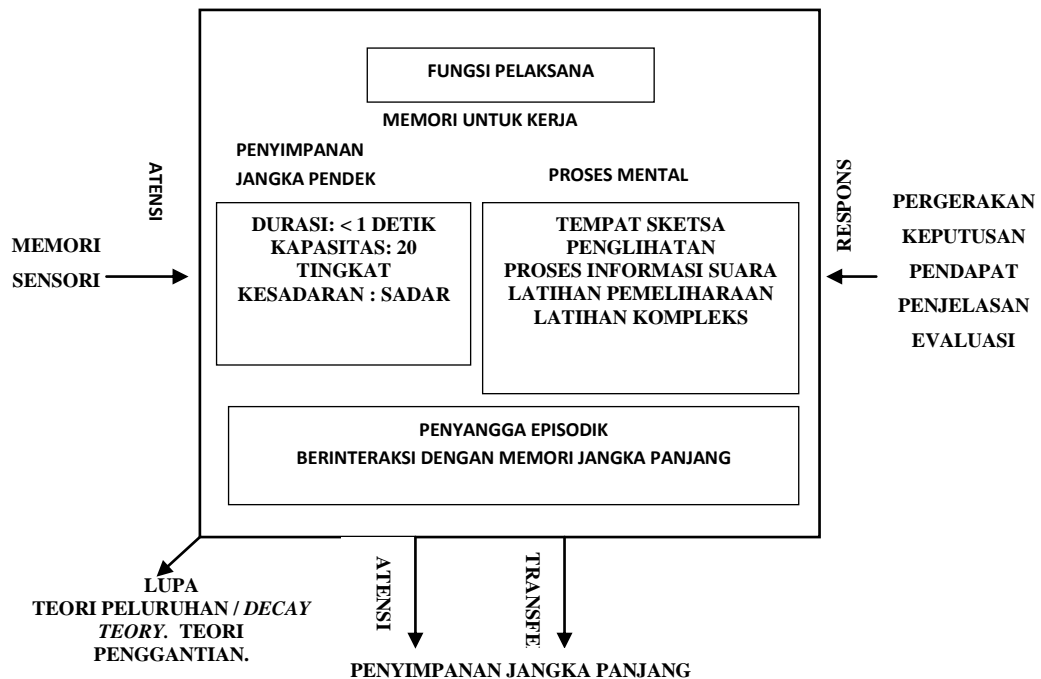 FUNGSI PELAKSANA
MEMORI UNTUK KERJA
PENYIMPANAN
JANGKA PENDEK
PROSES MENTAL
ATENSI
MEMORI
SENSORI
DURASI: < 1 DETIK
KAPASITAS: 20
TINGKAT
KESADARAN : SADAR
TEMPAT SKETSA
PENGLIHATAN
PROSES INFORMASI SUARA
LATIHAN PEMELIHARAAN
LATIHAN KOMPLEKS
RESPONS
PERGERAKAN
KEPUTUSAN
PENDAPAT
PENJELASAN
EVALUASI
PENYANGGA EPISODIK
BERINTERAKSI DENGAN MEMORI JANGKA PANJANG
LUPA
TEORI PELURUHAN / DECAY
TEORY. TEORI
PENGGANTIAN.
ATENSI
TRANSFE
PENYIMPANAN JANGKA PANJANG